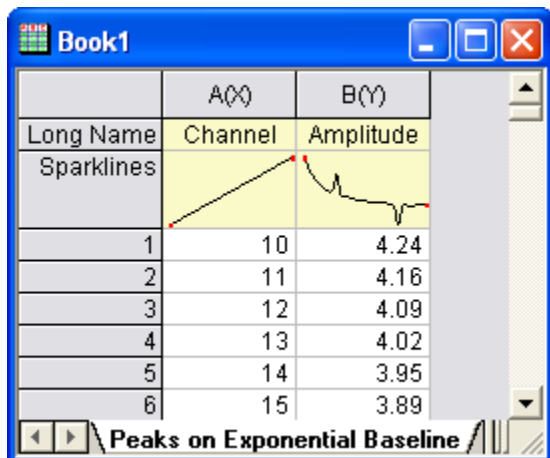 Book1
A(X) B(Y)
Long Name Channel Amplitude
Sparklines
1 10 4.24
2 11 4.16
3 12 4.09
4 13 4.02
5 14 3.95
6 15 3.89
Peaks on Exponential Baseline